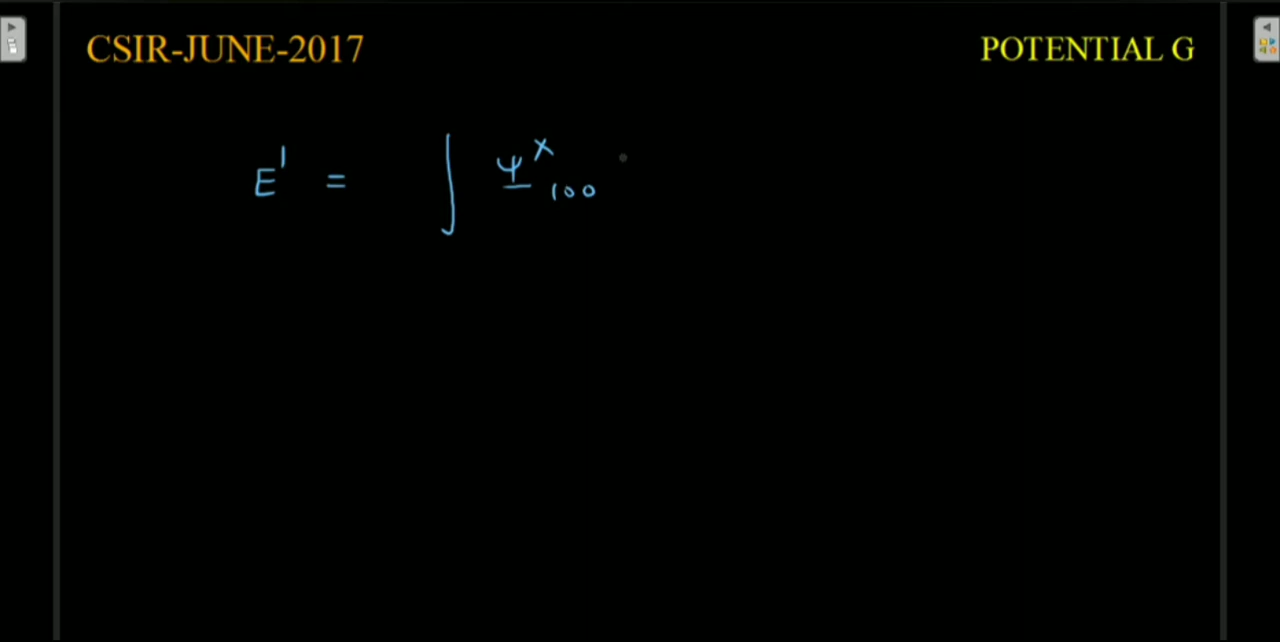 CSIR-JUNE-2017
POTENTIAL G
E' = ∫ Ψ*₁₀₀